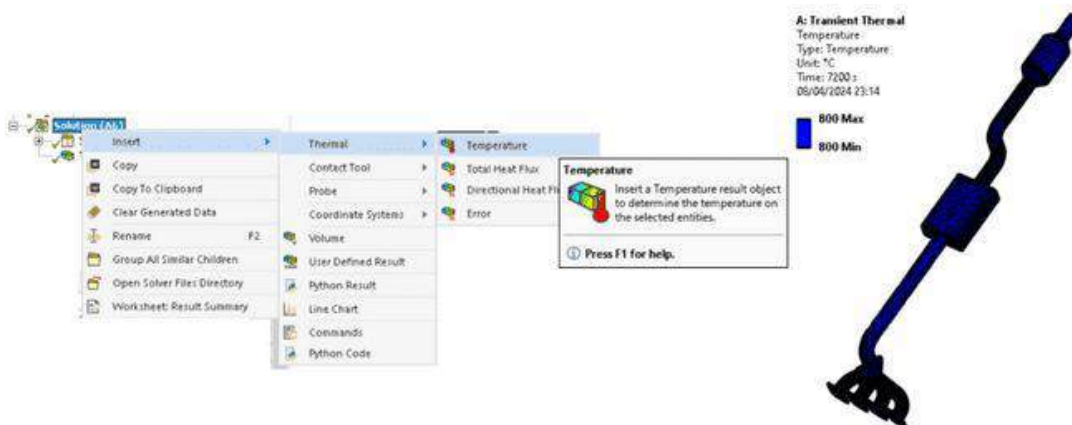 Solution (A6)
Insert
Copy
Copy To Clipboard
Clear Generated Data
Rename F2
Group All Similar Children
Open Solver Files Directory
Worksheet: Result Summary
Thermal
Contact Tool
Probe
Coordinate Systems
Volume
User Defined Result
Python Result
Line Chart
Commands
Python Code
Temperature
Total Heat Flux
Directional Heat Fl
Error
Temperature
Insert a Temperature result object
to determine the temperature on
the selected entities.
Press F1 for help.
A: Transient Thermal
Temperature
Type: Temperature
Unit: °C
Time: 7200 s
08/04/2024 23:14
800 Max
800 Min